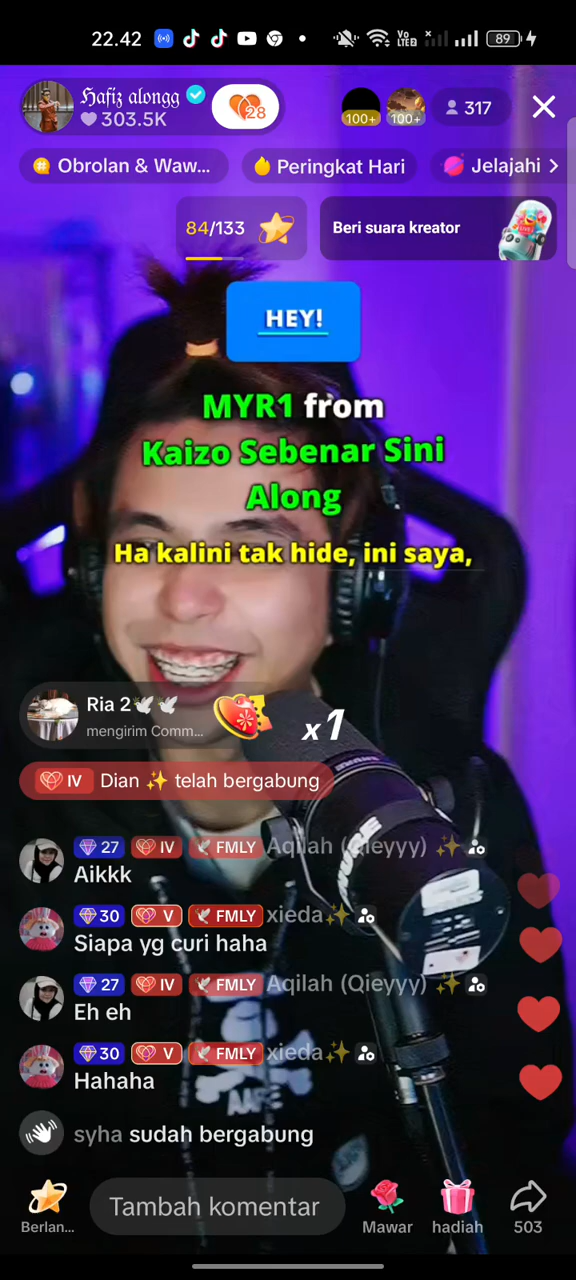 22.42
Vo
LTE2
89
Hafiz alongg
303.5K
28
100+
100+
317
Obrolan & Waw...
Peringkat Hari
Jelajahi >
84/133
Beri suara kreator
HEY!
MYR1 from
Kaizo Sebenar Sini
Along
Ha kalini tak hide, ini saya,
Ria 2
mengirim Comm...
x1
IV Dian ✨ telah bergabung
27 IV FMLY Aqilah (Qieyyy) ✨
Aikkk
30 V FMLY xieda✨
Siapa yg curi haha
27 IV FMLY Aqilah (Qieyyy) ✨
Eh eh
30 V FMLY xieda✨
Hahaha
syha sudah bergabung
Berlan...
Tambah komentar
Mawar
hadiah
503